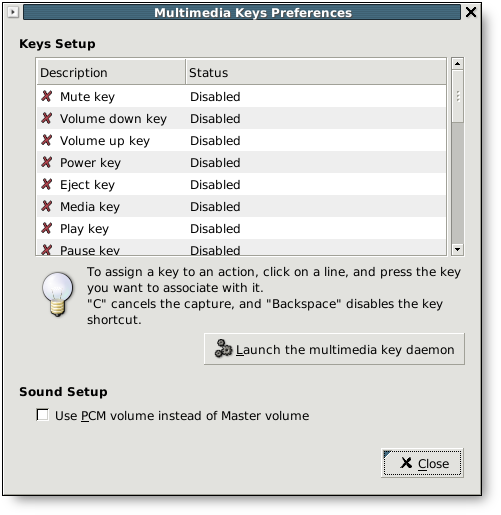 Multimedia Keys Preferences
Keys Setup
Description Status
Mute key Disabled
Volume down key Disabled
Volume up key Disabled
Power key Disabled
Eject key Disabled
Media key Disabled
Play key Disabled
Pause key Disabled
To assign a key to an action, click on a line, and press the key
you want to associate with it.
"C" cancels the capture, and "Backspace" disables the key
shortcut.
Launch the multimedia key daemon
Sound Setup
Use PCM volume instead of Master volume
Close